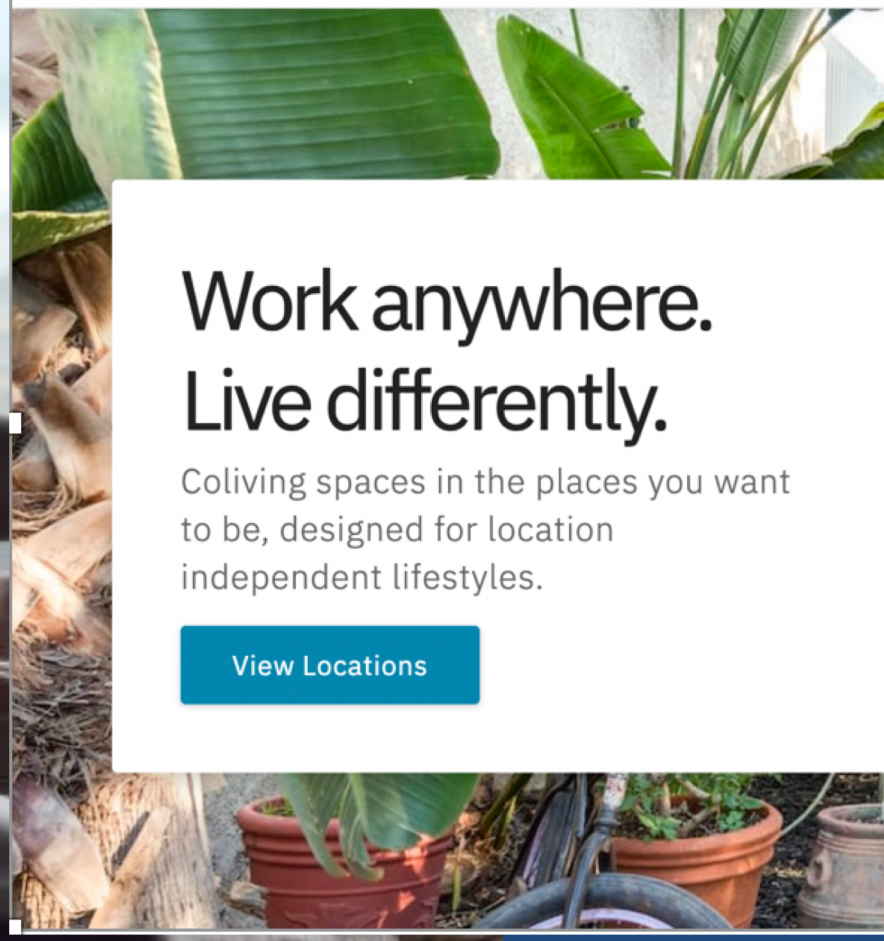 Work anywhere.
Live differently.
Coliving spaces in the places you want
to be, designed for location
independent lifestyles.
View Locations